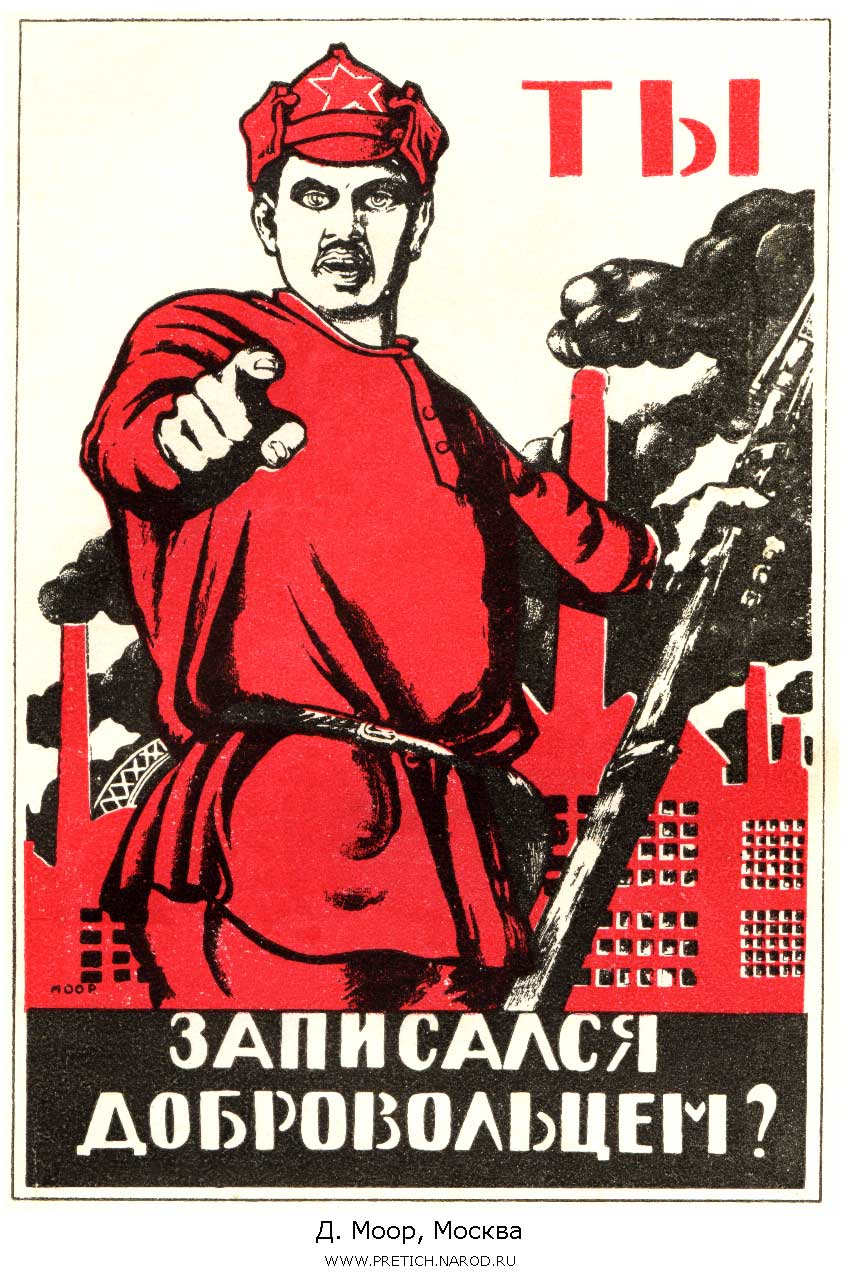 ТЫ
МООР
ЗАПИСАЛСЯ
ДОБРОВОЛЬЦЕМ?
Д. Моор, Москва
WWW.PRETICH.NAROD.RU